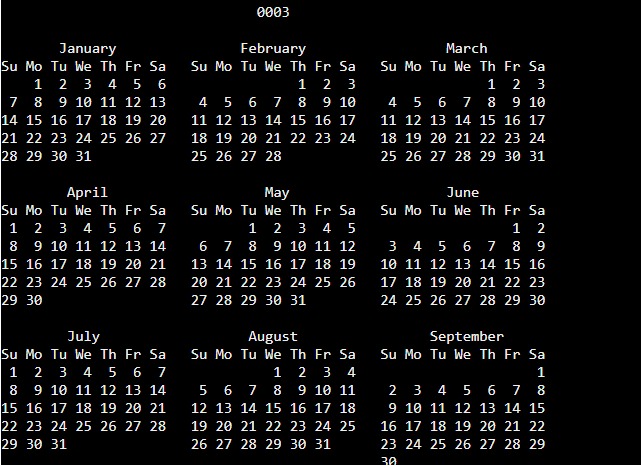 0003
January February March
Su Mo Tu We Th Fr Sa Su Mo Tu We Th Fr Sa Su Mo Tu We Th Fr Sa
1 2 3 4 5 6 1 2 3 1 2 3
7 8 9 10 11 12 13 4 5 6 7 8 9 10 4 5 6 7 8 9 10
14 15 16 17 18 19 20 11 12 13 14 15 16 17 11 12 13 14 15 16 17
21 22 23 24 25 26 27 18 19 20 21 22 23 24 18 19 20 21 22 23 24
28 29 30 31 25 26 27 28 25 26 27 28 29 30 31
April May June
Su Mo Tu We Th Fr Sa Su Mo Tu We Th Fr Sa Su Mo Tu We Th Fr Sa
1 2 3 4 5 6 7 1 2 3 4 5 1 2
8 9 10 11 12 13 14 6 7 8 9 10 11 12 3 4 5 6 7 8 9
15 16 17 18 19 20 21 13 14 15 16 17 18 19 10 11 12 13 14 15 16
22 23 24 25 26 27 28 20 21 22 23 24 25 26 17 18 19 20 21 22 23
29 30 27 28 29 30 31 24 25 26 27 28 29 30
July August September
Su Mo Tu We Th Fr Sa Su Mo Tu We Th Fr Sa Su Mo Tu We Th Fr Sa
1 2 3 4 5 6 7 1 2 3 4 1
8 9 10 11 12 13 14 5 6 7 8 9 10 11 2 3 4 5 6 7 8
15 16 17 18 19 20 21 12 13 14 15 16 17 18 9 10 11 12 13 14 15
22 23 24 25 26 27 28 19 20 21 22 23 24 25 16 17 18 19 20 21 22
29 30 31 26 27 28 29 30 31 23 24 25 26 27 28 29
30